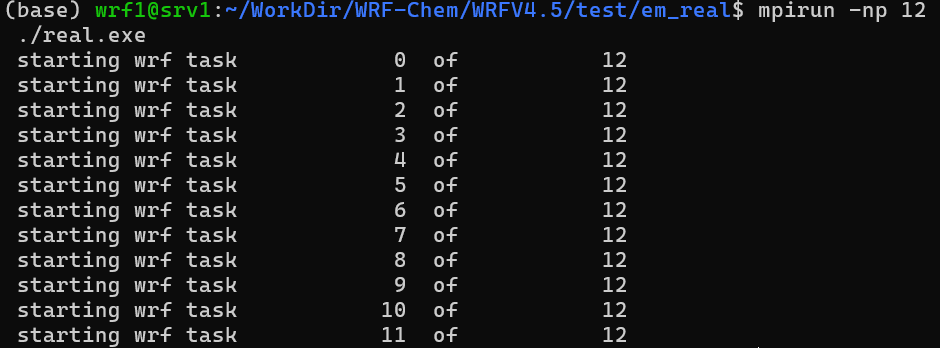 (base) wrf1@srv1:~/WorkDir/WRF-Chem/WRFV4.5/test/em_real$ mpirun -np 12
./real.exe
starting wrf task 0 of 12
starting wrf task 1 of 12
starting wrf task 2 of 12
starting wrf task 3 of 12
starting wrf task 4 of 12
starting wrf task 5 of 12
starting wrf task 6 of 12
starting wrf task 7 of 12
starting wrf task 8 of 12
starting wrf task 9 of 12
starting wrf task 10 of 12
starting wrf task 11 of 12